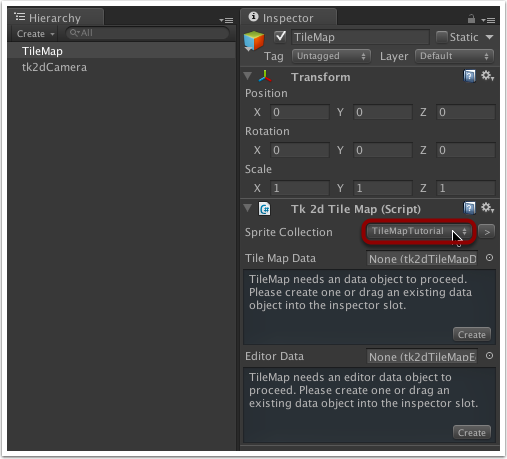 Hierarchy
Create
All
TileMap
tk2dCamera
Inspector
TileMap
Static
Tag Untagged Layer Default
Transform
Position
X 0 Y 0 Z 0
Rotation
X 0 Y 0 Z 0
Scale
X 1 Y 1 Z 1
Tk 2d Tile Map (Script)
Sprite Collection TileMapTutorial >
Tile Map Data None (tk2dTileMapD
TileMap needs an data object to proceed.
Please create one or drag an existing data
object into the inspector slot.
Create
Editor Data None (tk2dTileMapE
TileMap needs an editor data object to
proceed. Please create one or drag an
existing data object into the inspector slot.
Create